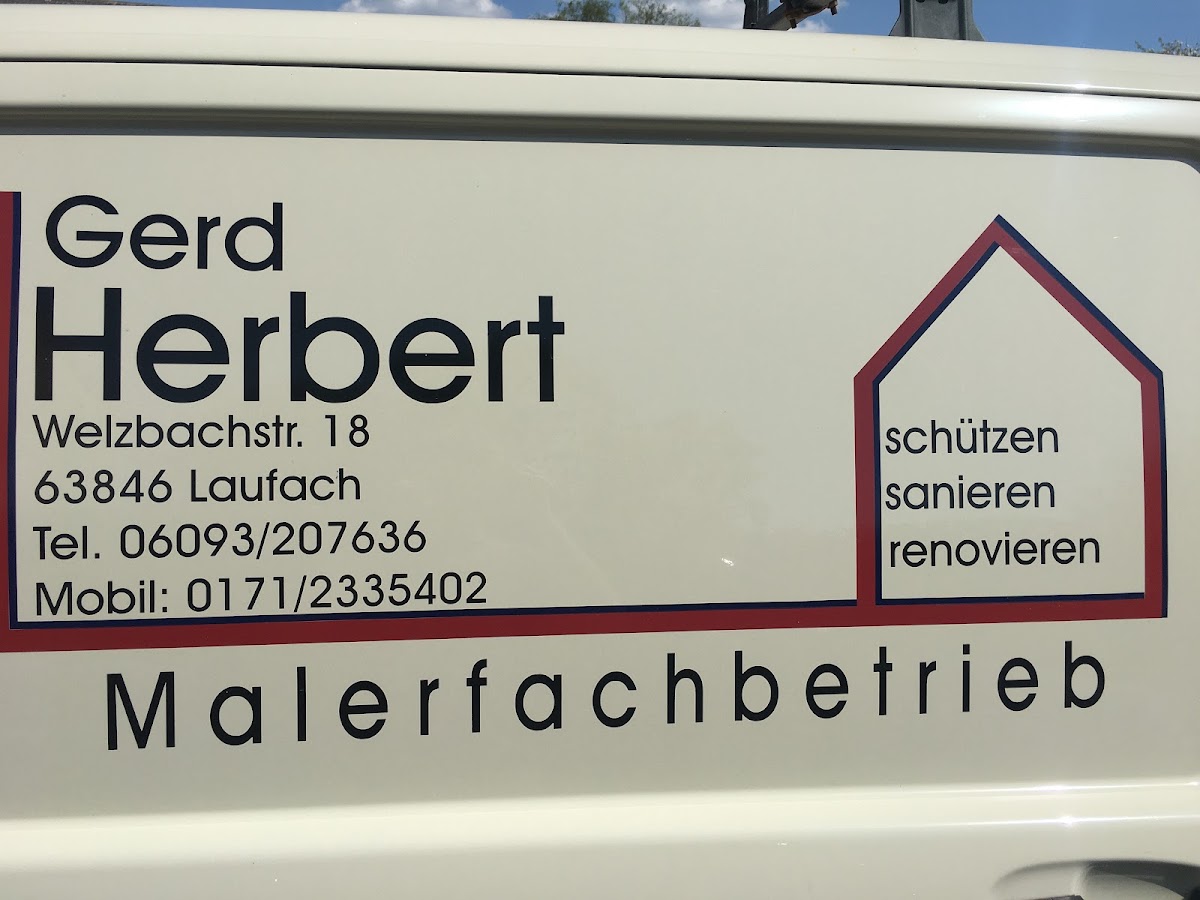 Gerd
Herbert
Welzbachstr. 18
63846 Laufach
Tel. 06093/207636
Mobil: 0171/2335402
schützen
sanieren
renovieren
Malerfachbetrieb